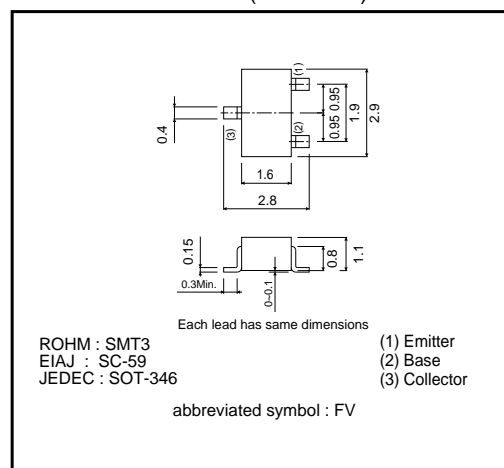 (1)
0.95
0.95
1.9
2.9
(2)
(3)
0.4
1.6
2.8
0.15
0.3Min.
0~0.1
0.8
1.1
Each lead has same dimensions
ROHM : SMT3
EIAJ : SC-59
JEDEC : SOT-346
(1) Emitter
(2) Base
(3) Collector
abbreviated symbol : FV